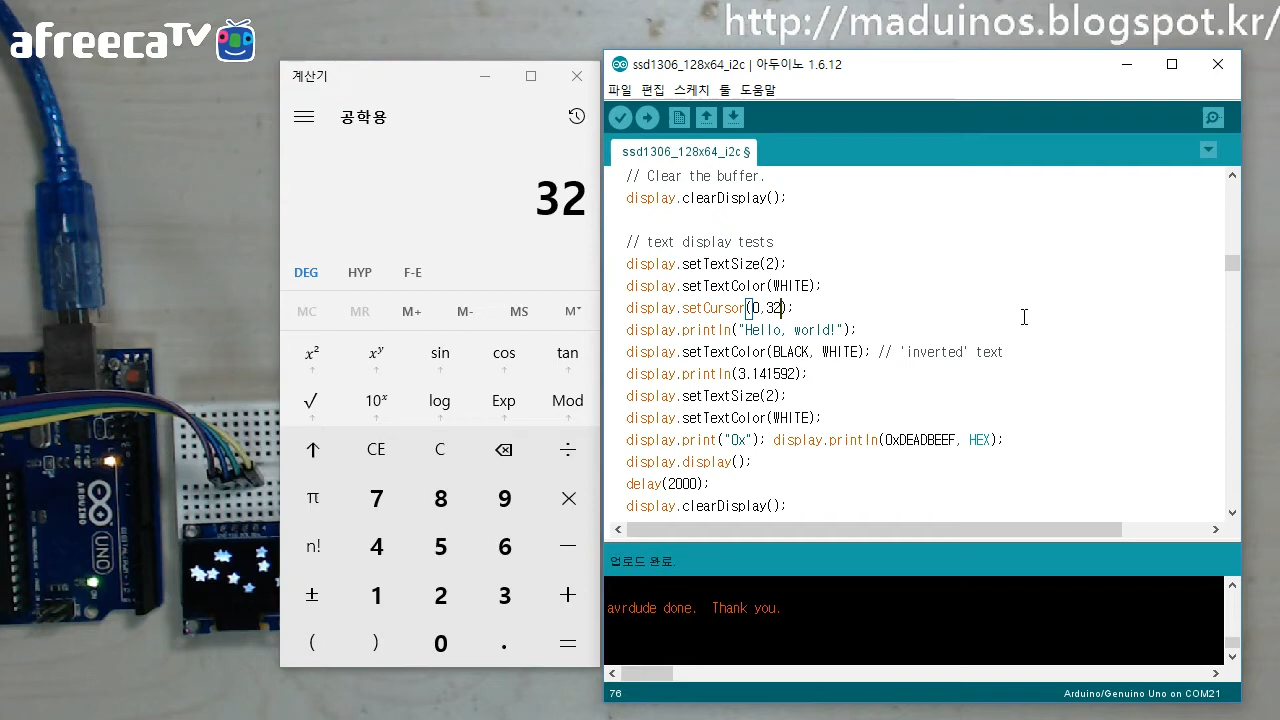 afreecaTV
http://maduinos.blogspot.kr/
계산기
공학용
32
DEG HYP F-E
MC MR M+ M- MS M˅
x² xʸ sin cos tan
√ 10ˣ log Exp Mod
↑ CE C ⌫ ÷
π 7 8 9 ×
n! 4 5 6 −
± 1 2 3 +
( ) 0 . =
ssd1306_128x64_i2c | 아두이노 1.6.12
파일 편집 스케치 툴 도움말
ssd1306_128x64_i2c §
// Clear the buffer.
display.clearDisplay();
// text display tests
display.setTextSize(2);
display.setTextColor(WHITE);
display.setCursor(0,32);
display.println("Hello, world!");
display.setTextColor(BLACK, WHITE); // 'inverted' text
display.println(3.141592);
display.setTextSize(2);
display.setTextColor(WHITE);
display.print("0x"); display.println(0xDEADBEEF, HEX);
display.display();
delay(2000);
display.clearDisplay();
업로드 완료.
avrdude done.  Thank you.
76
Arduino/Genuino Uno on COM21
ARDUINO
UNO